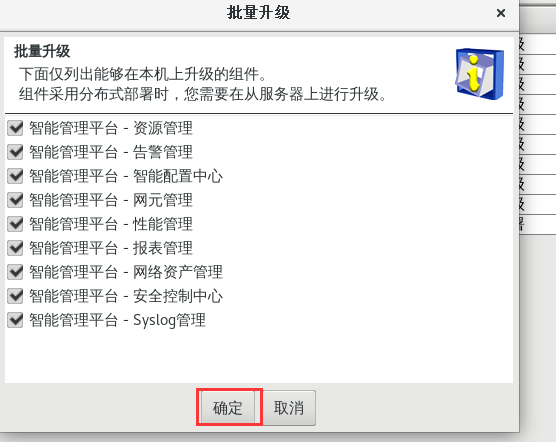 批量升级
批量升级
下面仅列出能够在本机上升级的组件。
组件采用分布式部署时，您需要在从服务器上进行升级。
智能管理平台 - 资源管理
智能管理平台 - 告警管理
智能管理平台 - 智能配置中心
智能管理平台 - 网元管理
智能管理平台 - 性能管理
智能管理平台 - 报表管理
智能管理平台 - 网络资产管理
智能管理平台 - 安全控制中心
智能管理平台 - Syslog管理
确定
取消